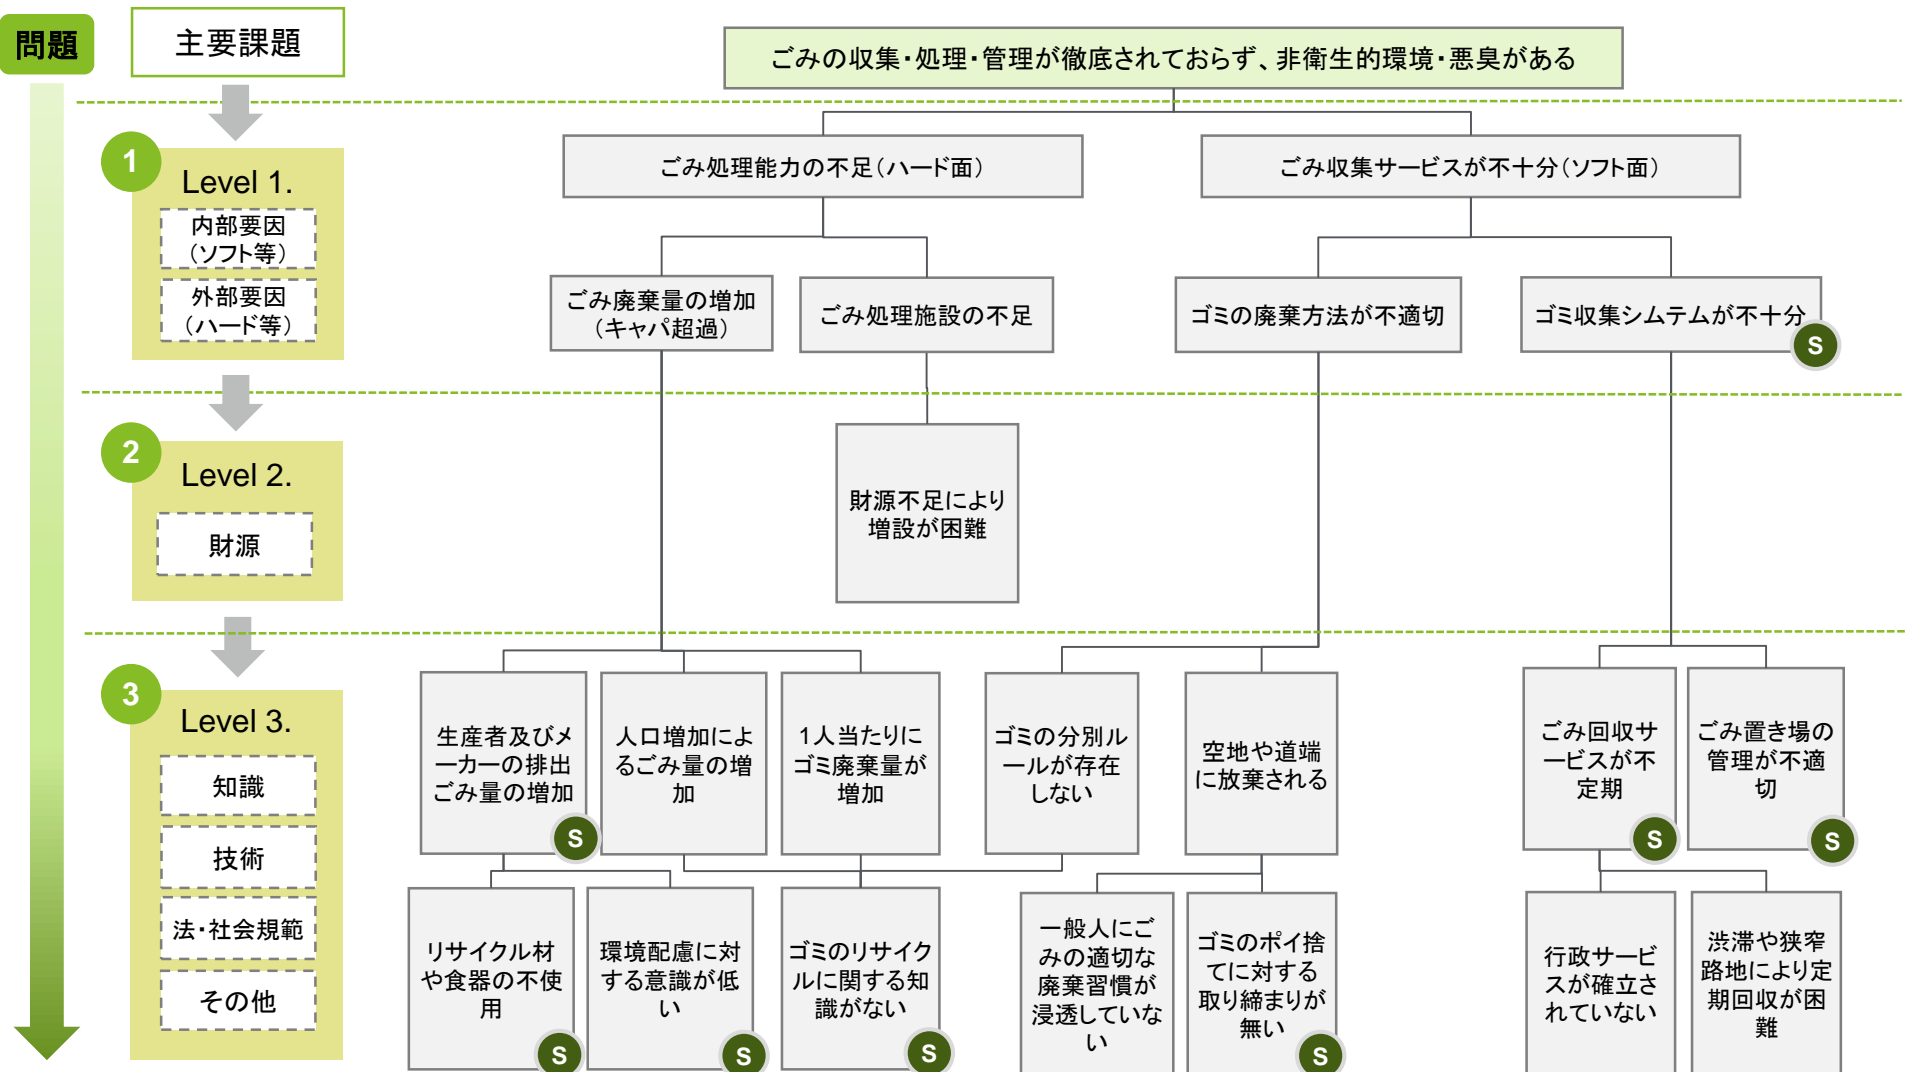 問題
主要課題
ごみの収集・処理・管理が徹底されておらず、非衛生的環境・悪臭がある
1
Level 1.
内部要因
（ソフト等）
外部要因
（ハード等）
ごみ処理能力の不足（ハード面）
ごみ収集サービスが不十分（ソフト面）
ごみ廃棄量の増加
（キャパ超過）
ごみ処理施設の不足
ゴミの廃棄方法が不適切
ゴミ収集シムテムが不十分
S
2
Level 2.
財源
財源不足により
増設が困難
3
Level 3.
知識
技術
法・社会規範
その他
生産者及びメ
ーカーの排出
ごみ量の増加
S
人口増加によ
るごみ量の増
加
1人当たりに
ゴミ廃棄量が
増加
ゴミの分別ル
ールが存在
しない
空地や道端
に放棄される
ごみ回収サ
ービスが不
定期
S
ごみ置き場の
管理が不適
切
S
リサイクル材
や食器の不使
用
S
環境配慮に対
する意識が低
い
S
ゴミのリサイク
ルに関する知
識がない
S
一般人にご
みの適切な
廃棄習慣が
浸透していな
い
ゴミのポイ捨
てに対する
取り締まりが
無い
S
行政サービ
スが確立さ
れていない
渋滞や狭窄
路地により定
期回収が困
難